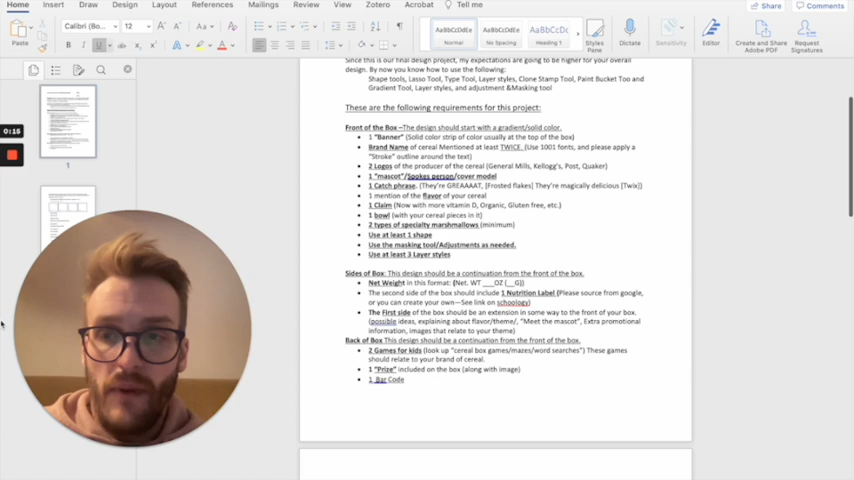 Home Insert Draw Design Layout References Mailings Review View Zotero Acrobat Tell me
Share Comments
Paste
Calibri (Bo... 12
AaBbCcDdEe AaBbCcDdEe AaBbCcDc
Normal No Spacing Heading 1
Styles Pane
Dictate
Sensitivity
Editor
Create and Share Adobe PDF
Request Signatures
0:15
1
Since this is our final design project, my expectations are going to be higher for your overall
design. By now you know how to use the following:
Shape tools, Lasso Tool, Type Tool, Layer styles, Clone Stamp Tool, Paint Bucket Too and
Gradient Tool, Layer styles, and adjustment &Masking tool
These are the following requirements for this project:
Front of the Box –The design should start with a gradient/solid color.
• 1 "Banner" (Solid color strip of color usually at the top of the box)
• Brand Name of cereal Mentioned at least TWICE. (Use 1001 fonts, and please apply a
"Stroke" outline around the text)
• 2 Logos of the producer of the cereal (General Mills, Kellogg's, Post, Quaker)
• 1 "mascot"/Spokes person/cover model
• 1 Catch phrase. (They're GREAAAAT, [Frosted flakes] They're magically delicious [Twix])
• 1 mention of the flavor of your cereal
• 1 Claim (Now with more vitamin D, Organic, Gluten free, etc.)
• 1 bowl (with your cereal pieces in it)
• 2 types of specialty marshmallows (minimum)
• Use at least 1 shape
• Use the masking tool/Adjustments as needed.
• Use at least 3 Layer styles
Sides of Box: This design should be a continuation from the front of the box.
• Net Weight in this format: (Net. WT ___OZ (__G))
• The second side of the box should include 1 Nutrition Label (Please source from google,
or you can create your own—See link on schoology)
• The First side of the box should be an extension in some way to the front of your box.
(possible ideas, explaining about flavor/theme/, "Meet the mascot", Extra promotional
information, images that relate to your theme)
Back of Box This design should be a continuation from the front of the box.
• 2 Games for kids (look up "cereal box games/mazes/word searches") These games
should relate to your brand of cereal.
• 1 "Prize" included on the box (along with image)
• 1 Bar Code